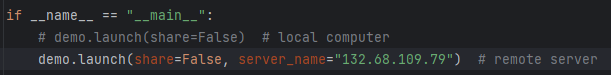 if __name__ == "__main__":
    # demo.launch(share=False)  # local computer
    demo.launch(share=False, server_name="132.68.109.79")  # remote server